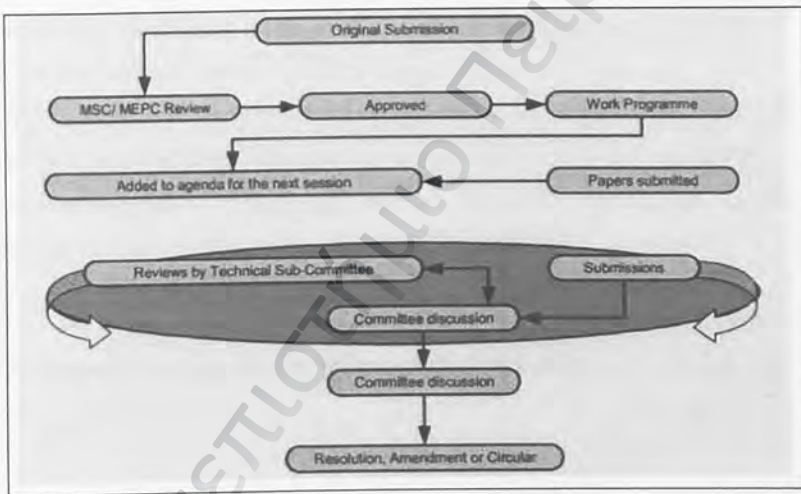 Original Submission
MSC/ MEPC Review
Approved
Work Programme
Added to agenda for the next session
Papers submitted
Reviews by Technical Sub-Committee
Submissions
Committee discussion
Committee discussion
Resolution, Amendment or Circular